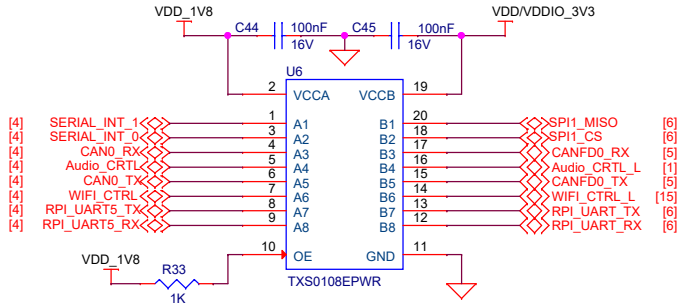 VDD_1V8 C44 100nF C45 100nF VDD/VDDIO_3V3
16V 16V
U6
2 VCCA VCCB 19
[4] SERIAL_INT_1 1 A1 B1 20 SPI1_MISO [6]
[4] SERIAL_INT_0 3 A2 B2 18 SPI1_CS [6]
[4] CAN0_RX 4 A3 B3 17 CANFD0_RX [5]
[4] Audio_CRTL 5 A4 B4 16 Audio_CRTL_L [1]
[4] CAN0_TX 6 A5 B5 15 CANFD0_TX [5]
[4] WIFI_CTRL 7 A6 B6 14 WIFI_CTRL_L [15]
[4] RPI_UART5_TX 8 A7 B7 13 RPI_UART_TX [6]
[4] RPI_UART5_RX 9 A8 B8 12 RPI_UART_RX [6]
10 OE GND 11
VDD_1V8 R33
1K
TXS0108EPWR